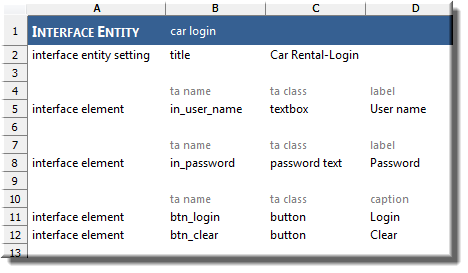 A B C D
1 INTERFACE ENTITY car login
2 interface entity setting title Car Rental-Login
3
4 ta name ta class label
5 interface element in_user_name textbox User name
6
7 ta name ta class label
8 interface element in_password password text Password
9
10 ta name ta class caption
11 interface element btn_login button Login
12 interface element btn_clear button Clear
13